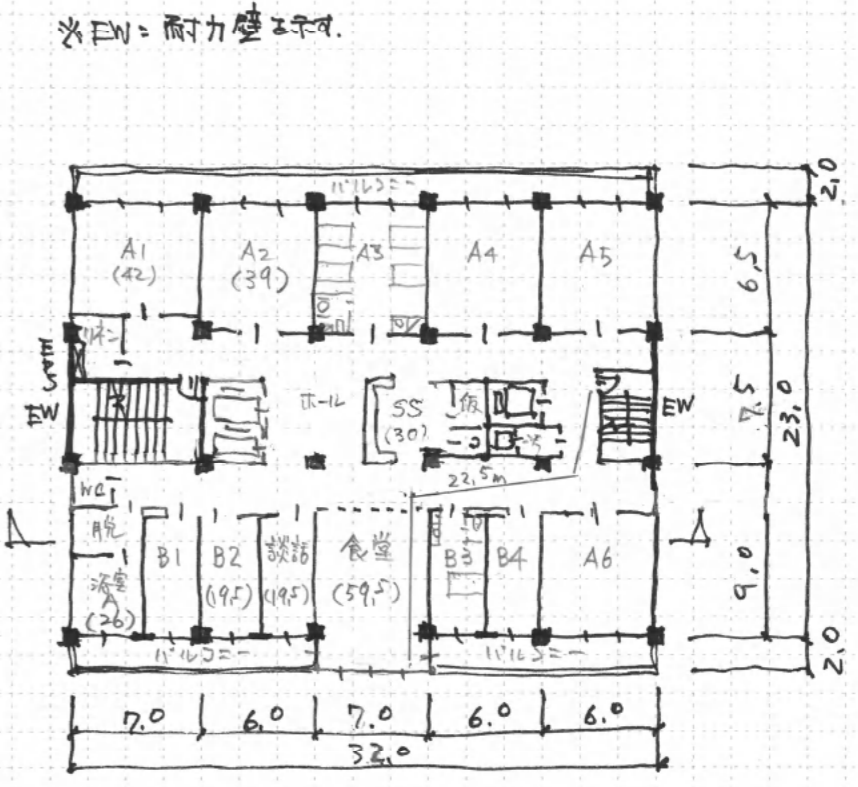 ※EW=耐力壁を示す。
バルコニー
2.0
A1
(42)
A2
(39)
A3
A4
A5
6.5
リネン
EW
ホール
SS
(30)
仮
EW
7.5
23.0
22.5m
WC
脱
浴室
A
(26)
B1
B2
(19.5)
談話
(19.5)
食堂
(59.5)
B3
B4
A6
9.0
バルコニー
バルコニー
2.0
7.0
6.0
7.0
6.0
6.0
32.0